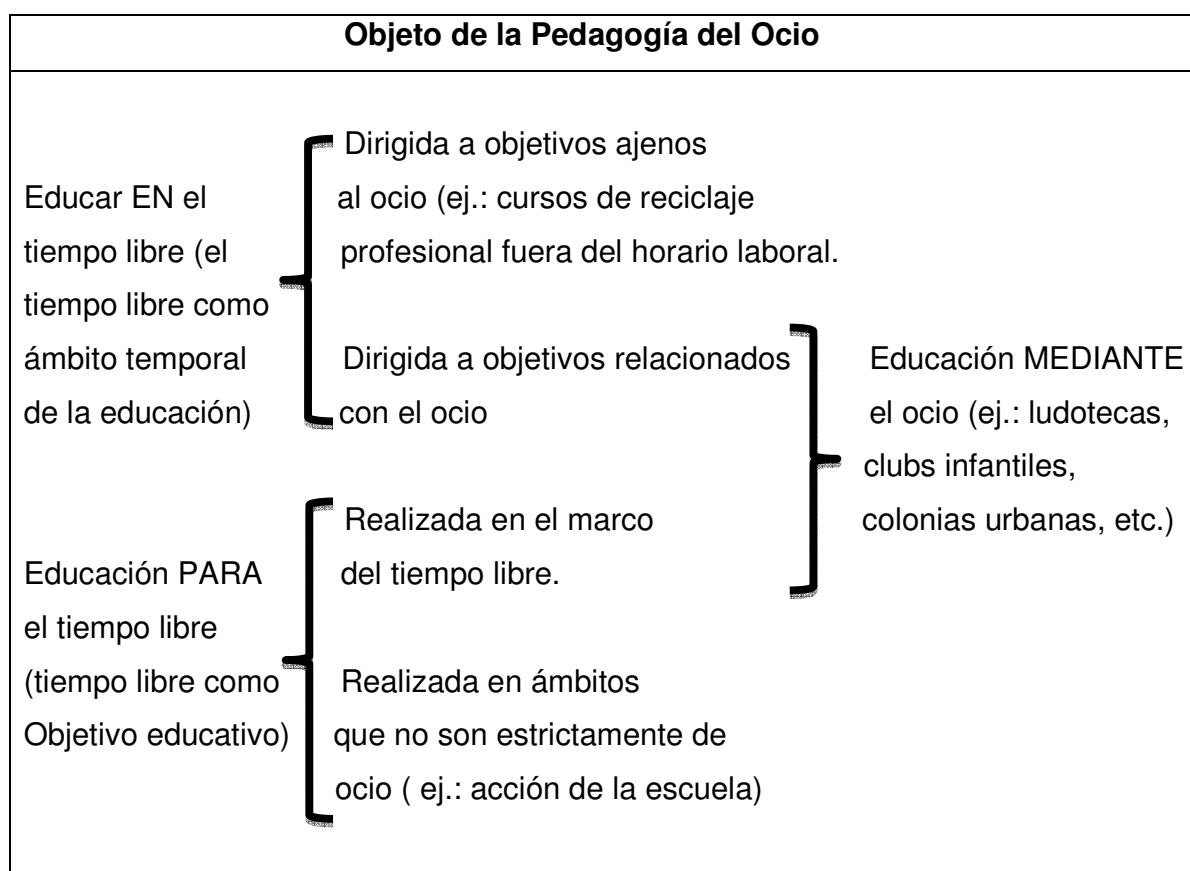 Objeto de la Pedagogía del Ocio
Educar EN el
tiempo libre (el
tiempo libre como
ámbito temporal
de la educación)
Dirigida a objetivos ajenos
al ocio (ej.: cursos de reciclaje
profesional fuera del horario laboral.
Dirigida a objetivos relacionados
con el ocio
Educación PARA
el tiempo libre
(tiempo libre como
Objetivo educativo)
Realizada en el marco
del tiempo libre.
Realizada en ámbitos
que no son estrictamente de
ocio ( ej.: acción de la escuela)
Educación MEDIANTE
el ocio (ej.: ludotecas,
clubs infantiles,
colonias urbanas, etc.)